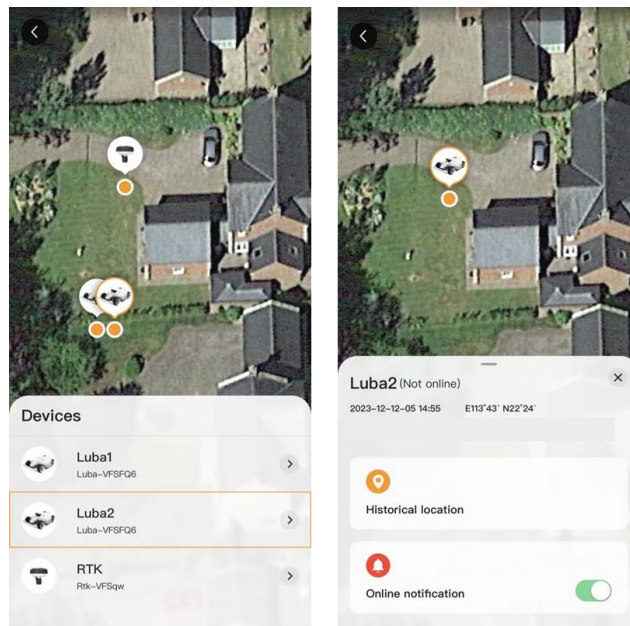 Devices
Luba1
Luba-VFSFQ6
Luba2
Luba-VFSFQ6
RTK
Rtk-VFSqw
Luba2 (Not online)
2023-12-12-05 14:55 E113°43' N22°24'
Historical location
Online notification